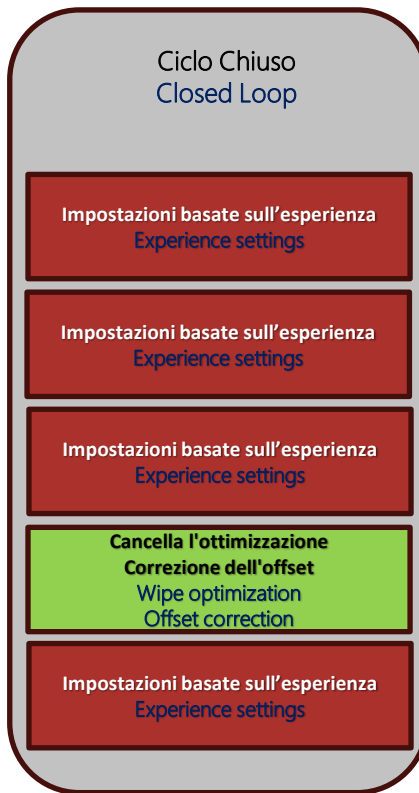 Ciclo Chiuso
Closed Loop
Impostazioni basate sull'esperienza
Experience settings
Impostazioni basate sull'esperienza
Experience settings
Impostazioni basate sull'esperienza
Experience settings
Cancella l'ottimizzazione
Correzione dell'offset
Wipe optimization
Offset correction
Impostazioni basate sull'esperienza
Experience settings